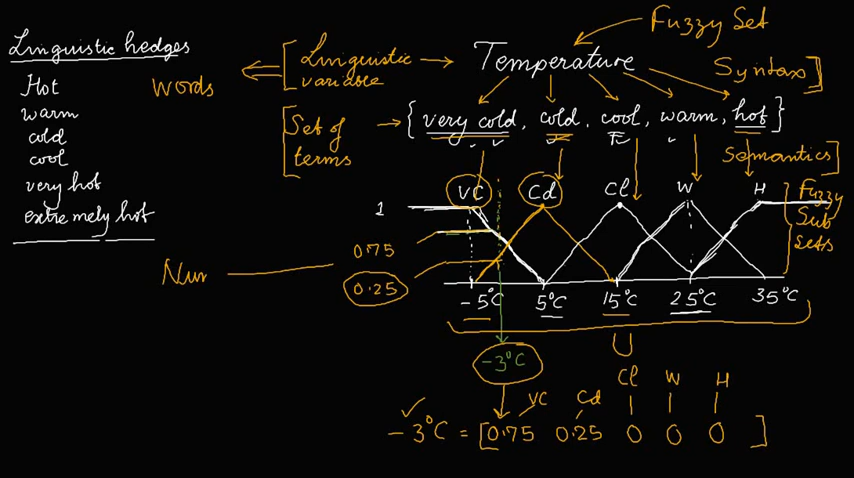 Linguistic hedges
Hot
warm
cold
cool
very hot
extremely hot
words
Linguistic variable
Fuzzy Set
Temperature
Syntax
Set of terms
{very cold, cold, cool, warm, hot}
Semantics
VC Cd Cl W H
Fuzzy Sub Sets
1
0.75
0.25
Num
-5°C 5°C 15°C 25°C 35°C
U
-3°C
VC Cd Cl W H
-3°C = [0.75 0.25 0 0 0]